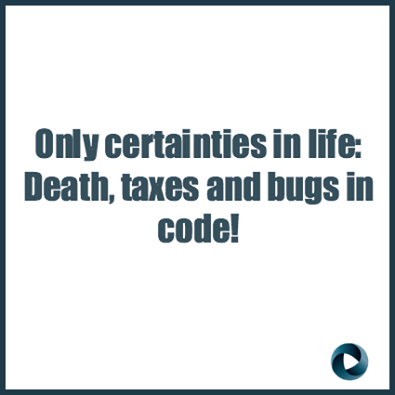 Only certainties in life:
Death, taxes and bugs in
code!